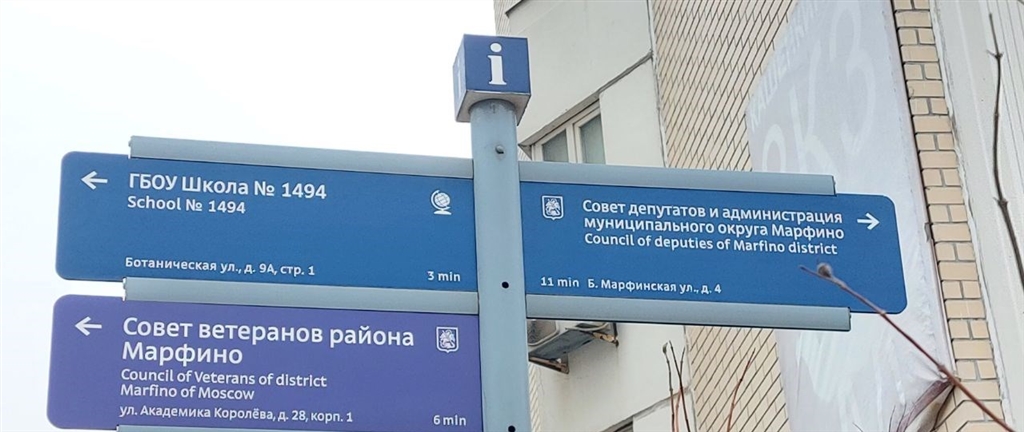 i
ГБОУ Школа № 1494
School № 1494
Ботаническая ул., д. 9А, стр. 1
3 min
Совет депутатов и администрация
муниципального округа Марфино
Council of deputies of Marfino district
11 min Б. Марфинская ул., д. 4
Совет ветеранов района
Марфино
Council of Veterans of district
Marfino of Moscow
ул. Академика Королёва, д. 28, корп. 1
6 min